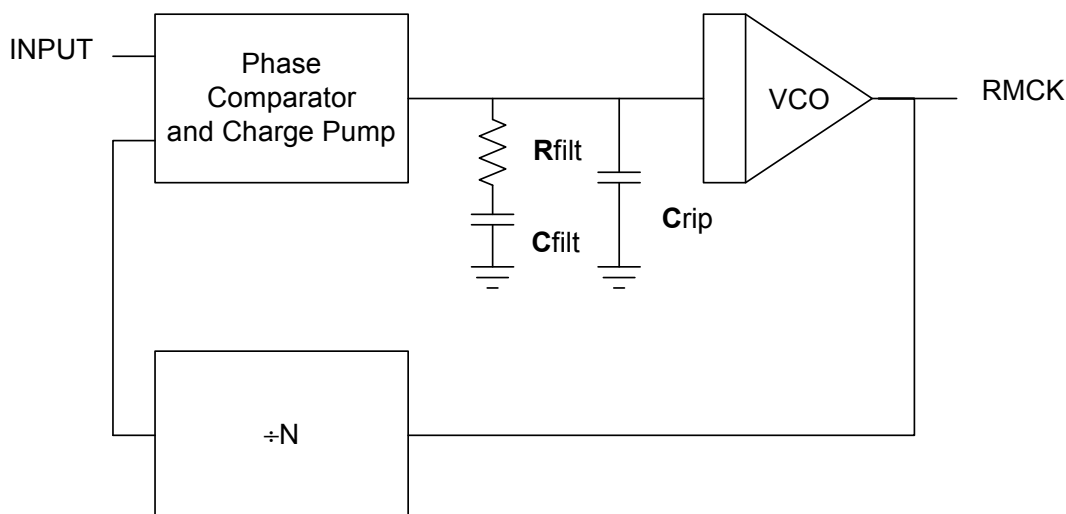 INPUT
Phase
Comparator
and Charge Pump
VCO
RMCK
Rfilt
Cfilt
Crip
÷N